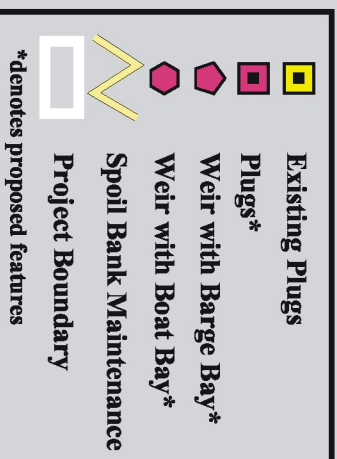 Existing Plugs
Plugs*
Weir with Barge Bay*
Weir with Boat Bay*
Spoil Bank Maintenance
Project Boundary
*denotes proposed features